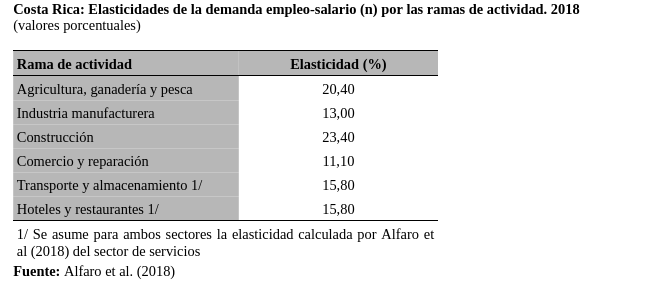 Costa Rica: Elasticidades de la demanda empleo-salario (n) por las ramas de actividad. 2018
(valores porcentuales)
Rama de actividad Elasticidad (%)
Agricultura, ganadería y pesca 20,40
Industria manufacturera 13,00
Construcción 23,40
Comercio y reparación 11,10
Transporte y almacenamiento 1/ 15,80
Hoteles y restaurantes 1/ 15,80
1/ Se asume para ambos sectores la elasticidad calculada por Alfaro et
al (2018) del sector de servicios
Fuente: Alfaro et al. (2018)